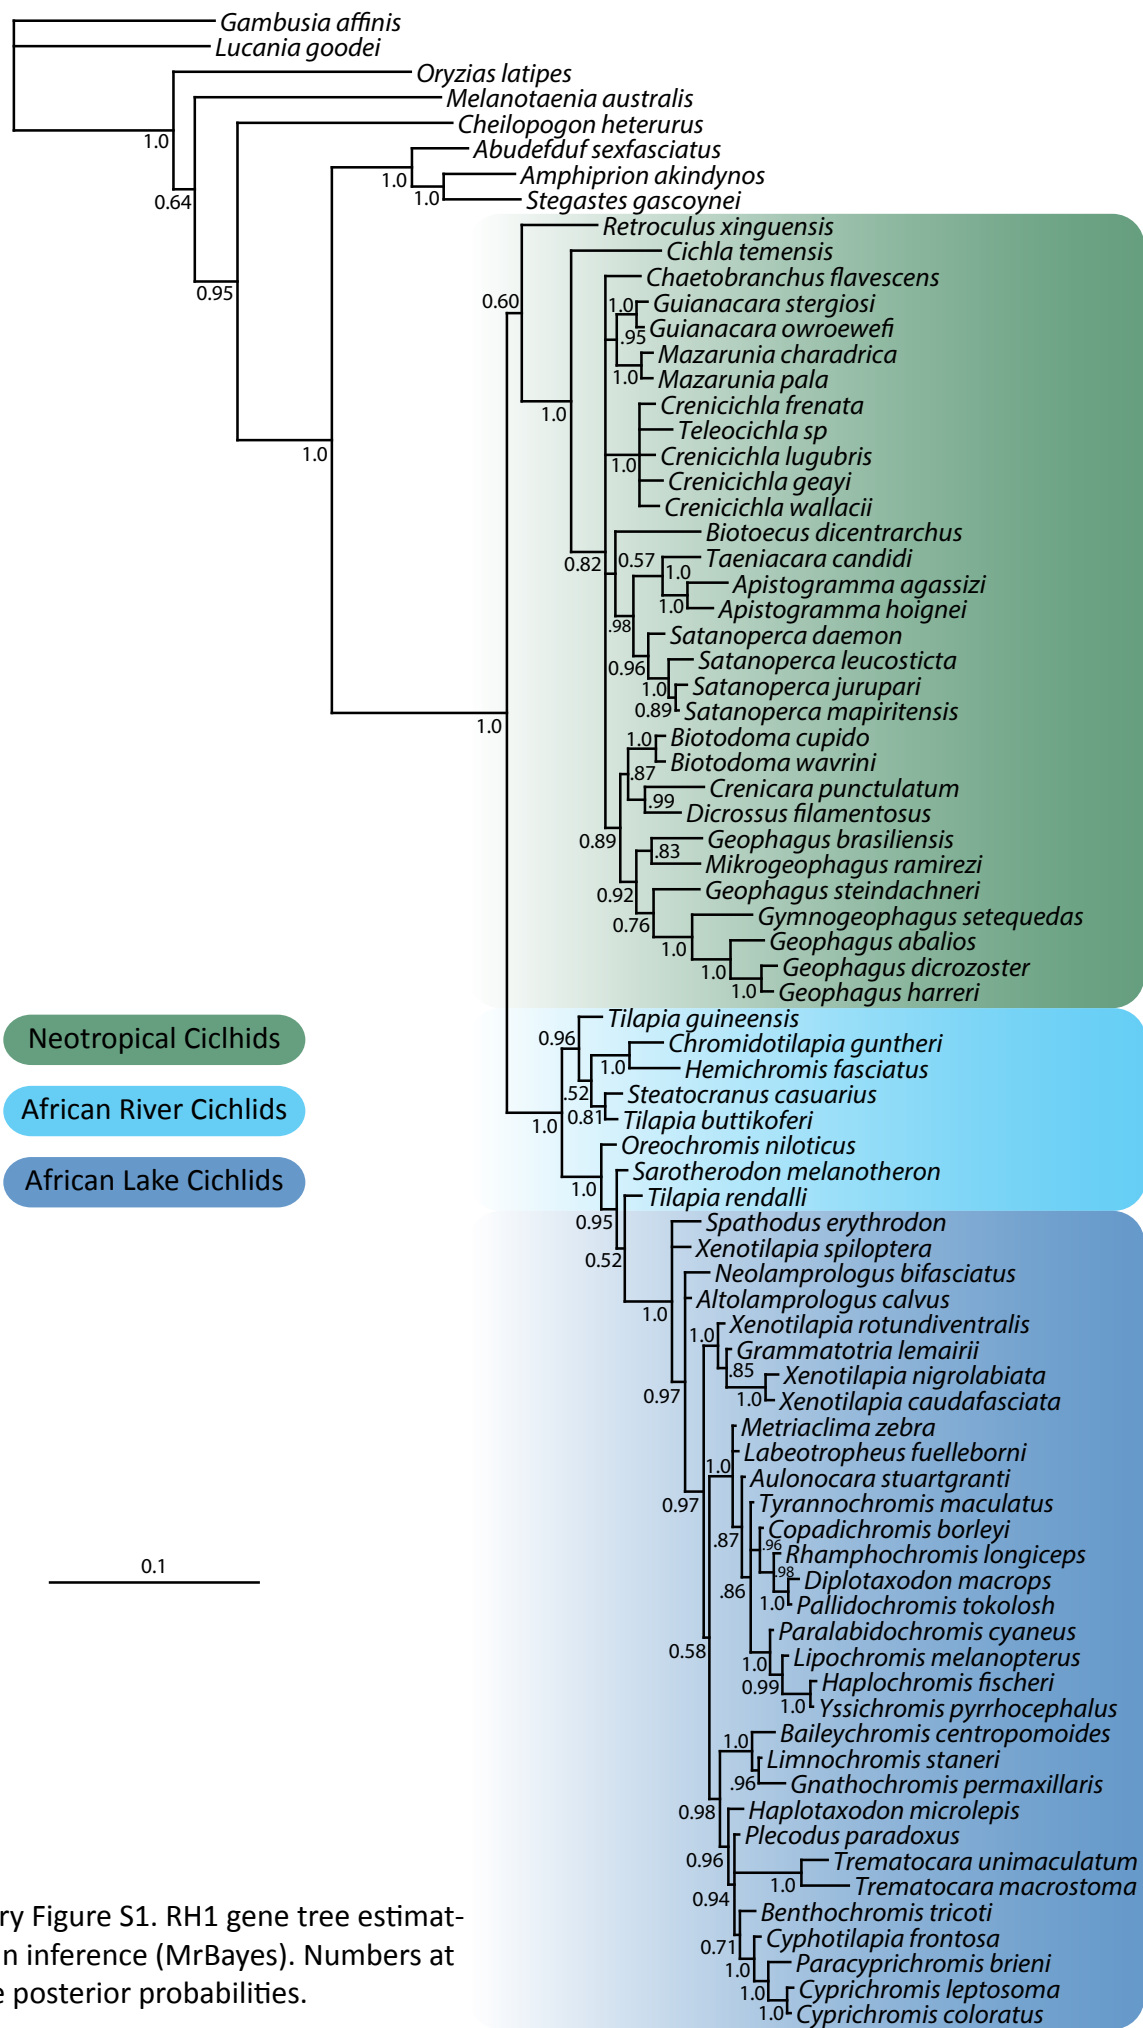 Gambusia affinis
Lucania goodei
Oryzias latipes
Melanotaenia australis
Cheilopogon heterurus
1.0
Abudefduf sexfasciatus
Amphiprion akindynos
1.0
Stegastes gascoynei
1.0
0.64
Retroculus xinguensis
Cichla temensis
Chaetobranchus flavescens
0.95
0.60
1.0
Guianacara stergiosi
Guianacara owroewefi
.95
Mazarunia charadrica
1.0
Mazarunia pala
Crenicichla frenata
1.0
Teleocichla sp
1.0
Crenicichla lugubris
1.0
Crenicichla geayi
Crenicichla wallacii
Biotoecus dicentrarchus
0.82
0.57
Taeniacara candidi
1.0
Apistogramma agassizi
1.0
Apistogramma hoignei
.98
Satanoperca daemon
0.96
Satanoperca leucosticta
1.0
Satanoperca jurupari
0.89
Satanoperca mapiritensis
1.0
1.0
Biotodoma cupido
Biotodoma wavrini
.87
Crenicara punctulatum
.99
Dicrossus filamentosus
0.89
Geophagus brasiliensis
.83
Mikrogeophagus ramirezi
0.92
Geophagus steindachneri
0.76
Gymnogeophagus setequedas
1.0
Geophagus abalios
1.0
Geophagus dicrozoster
1.0
Geophagus harreri
Neotropical Ciclhids
African River Cichlids
African Lake Cichlids
Tilapia guineensis
0.96
Chromidotilapia guntheri
1.0
Hemichromis fasciatus
.52
Steatocranus casuarius
0.81
Tilapia buttikoferi
1.0
Oreochromis niloticus
Sarotherodon melanotheron
1.0
Tilapia rendalli
0.95
Spathodus erythrodon
Xenotilapia spiloptera
0.52
Neolamprologus bifasciatus
Altolamprologus calvus
1.0
Xenotilapia rotundiventralis
1.0
Grammatotria lemairii
.85
Xenotilapia nigrolabiata
0.97
1.0
Xenotilapia caudafasciata
Metriaclima zebra
Labeotropheus fuelleborni
1.0
Aulonocara stuartgranti
0.97
Tyrannochromis maculatus
Copadichromis borleyi
.87
.96
Rhamphochromis longiceps
.98
Diplotaxodon macrops
.86
1.0
Pallidochromis tokolosh
Paralabidochromis cyaneus
0.58
1.0
Lipochromis melanopterus
0.99
Haplochromis fischeri
1.0
Yssichromis pyrrhocephalus
1.0
Baileychromis centropomoides
Limnochromis staneri
.96
Gnathochromis permaxillaris
0.98
Haplotaxodon microlepis
Plecodus paradoxus
0.96
Trematocara unimaculatum
1.0
Trematocara macrostoma
0.94
Benthochromis tricoti
0.71
Cyphotilapia frontosa
1.0
Paracyprichromis brieni
1.0
Cyprichromis leptosoma
1.0
Cyprichromis coloratus
0.1
ry Figure S1. RH1 gene tree estimat-
n inference (MrBayes). Numbers at
e posterior probabilities.